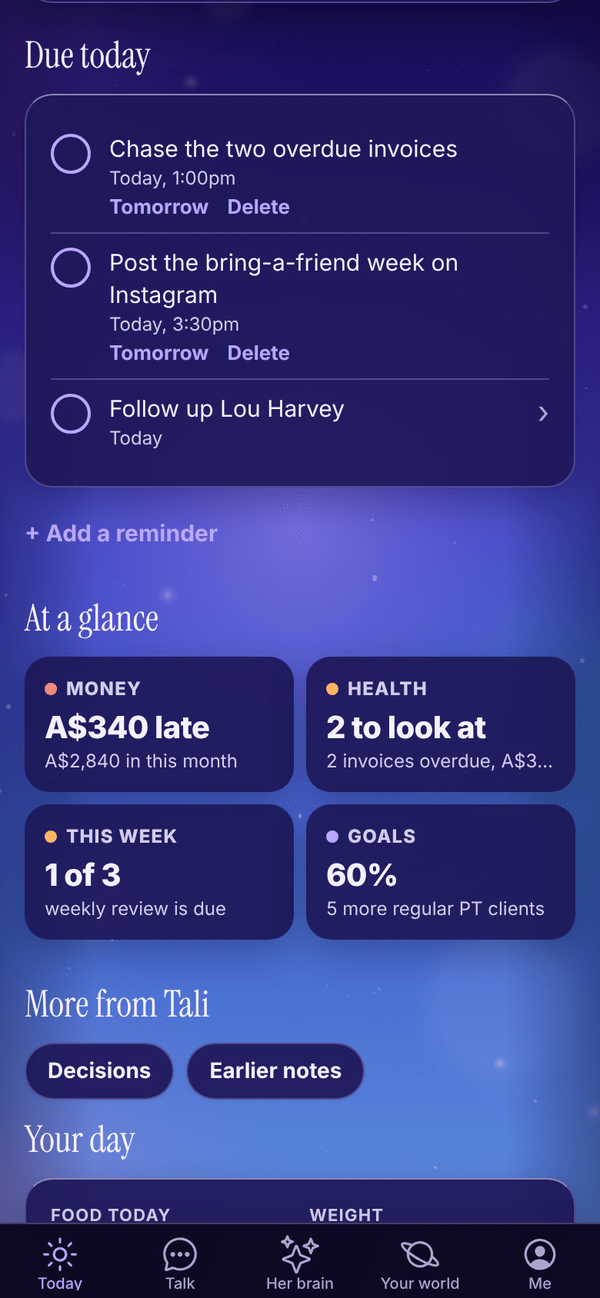 Due today
Chase the two overdue invoices
Today, 1:00pm
Tomorrow Delete
Post the bring-a-friend week on
Instagram
Today, 3:30pm
Tomorrow Delete
Follow up Lou Harvey
Today
+ Add a reminder
At a glance
MONEY
A$340 late
A$2,840 in this month
HEALTH
2 to look at
2 invoices overdue, A$3...
THIS WEEK
1 of 3
weekly review is due
GOALS
60%
5 more regular PT clients
More from Tali
Decisions
Earlier notes
Your day
FOOD TODAY
WEIGHT
Today
Talk
Her brain
Your world
Me